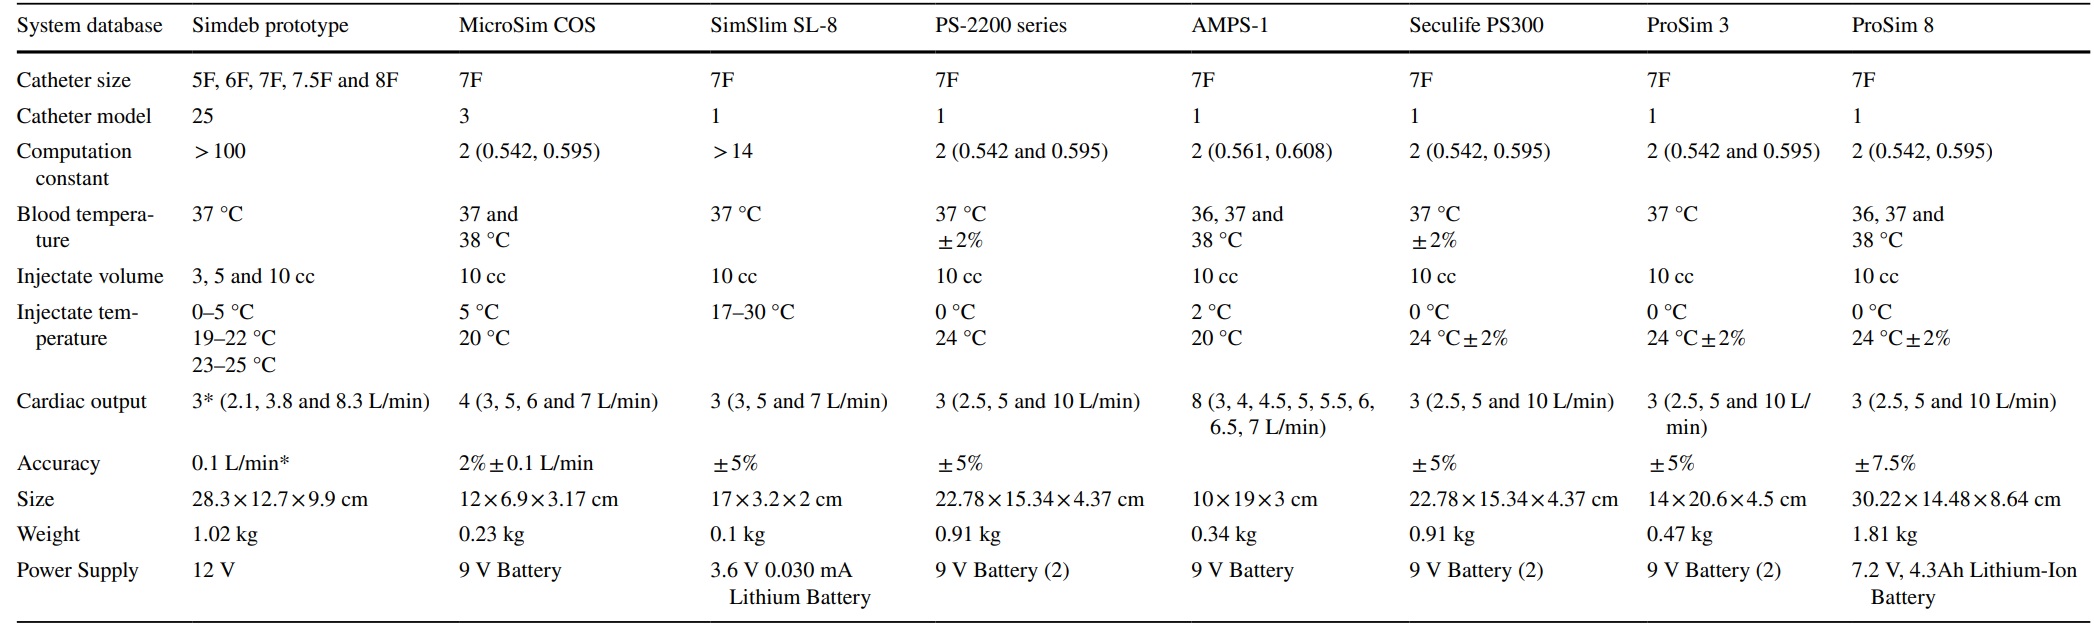 System database Simdeb prototype MicroSim COS SimSlim SL-8 PS-2200 series AMPS-1 Seculife PS300 ProSim 3 ProSim 8
Catheter size 5F, 6F, 7F, 7.5F and 8F 7F 7F 7F 7F 7F 7F 7F
Catheter model 25 3 1 1 1 1 1 1
Computation >100 2 (0.542, 0.595) >14 2 (0.542 and 0.595) 2 (0.561, 0.608) 2 (0.542, 0.595) 2 (0.542 and 0.595) 2 (0.542, 0.595)
constant
Blood tempera- 37 °C 37 and 37 °C 37 °C 36, 37 and 37 °C 37 °C 36, 37 and
ture 38 °C ±2% 38 °C ±2% 38 °C
Injectate volume 3, 5 and 10 cc 10 cc 10 cc 10 cc 10 cc 10 cc 10 cc 10 cc
Injectate tem- 0–5 °C 5 °C 17–30 °C 0 °C 2 °C 0 °C 0 °C 0 °C
perature 19–22 °C 20 °C 24 °C 20 °C 24 °C±2% 24 °C±2% 24 °C±2%
23–25 °C
Cardiac output 3* (2.1, 3.8 and 8.3 L/min) 4 (3, 5, 6 and 7 L/min) 3 (3, 5 and 7 L/min) 3 (2.5, 5 and 10 L/min) 8 (3, 4, 4.5, 5, 5.5, 6, 3 (2.5, 5 and 10 L/min) 3 (2.5, 5 and 10 L/ 3 (2.5, 5 and 10 L/min)
6.5, 7 L/min) min)
Accuracy 0.1 L/min* 2%±0.1 L/min ±5% ±5% ±5% ±5% ±7.5%
Size 28.3×12.7×9.9 cm 12×6.9×3.17 cm 17×3.2×2 cm 22.78×15.34×4.37 cm 10×19×3 cm 22.78×15.34×4.37 cm 14×20.6×4.5 cm 30.22×14.48×8.64 cm
Weight 1.02 kg 0.23 kg 0.1 kg 0.91 kg 0.34 kg 0.91 kg 0.47 kg 1.81 kg
Power Supply 12 V 9 V Battery 3.6 V 0.030 mA 9 V Battery (2) 9 V Battery 9 V Battery (2) 9 V Battery (2) 7.2 V, 4.3Ah Lithium-Ion
Lithium Battery Battery